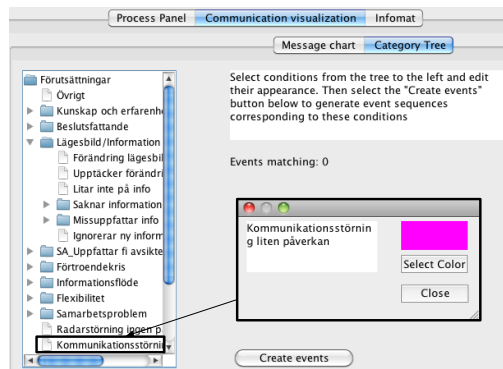 Process Panel
Communication visualization
Infomat
Message chart
Category Tree
Förutsättningar
Övrigt
Kunskap och erfarenh
Beslutsfattande
Lägesbild/Information
Förändring lägesbil
Upptäcker förändri
Litar inte på info
Saknar information
Missuppfattar info
Ignorerar ny inform
SA_Uppfattar fi avsikte
Förtroendekris
Informationsflöde
Flexibilitet
Samarbetsproblem
Radarstörning ingen p
Kommunikationsstörni
Select conditions from the tree to the left and edit
their appearance. Then select the "Create events"
button below to generate event sequences
corresponding to these conditions
Events matching: 0
Kommunikationsstörnin
g liten påverkan
Select Color
Close
Create events